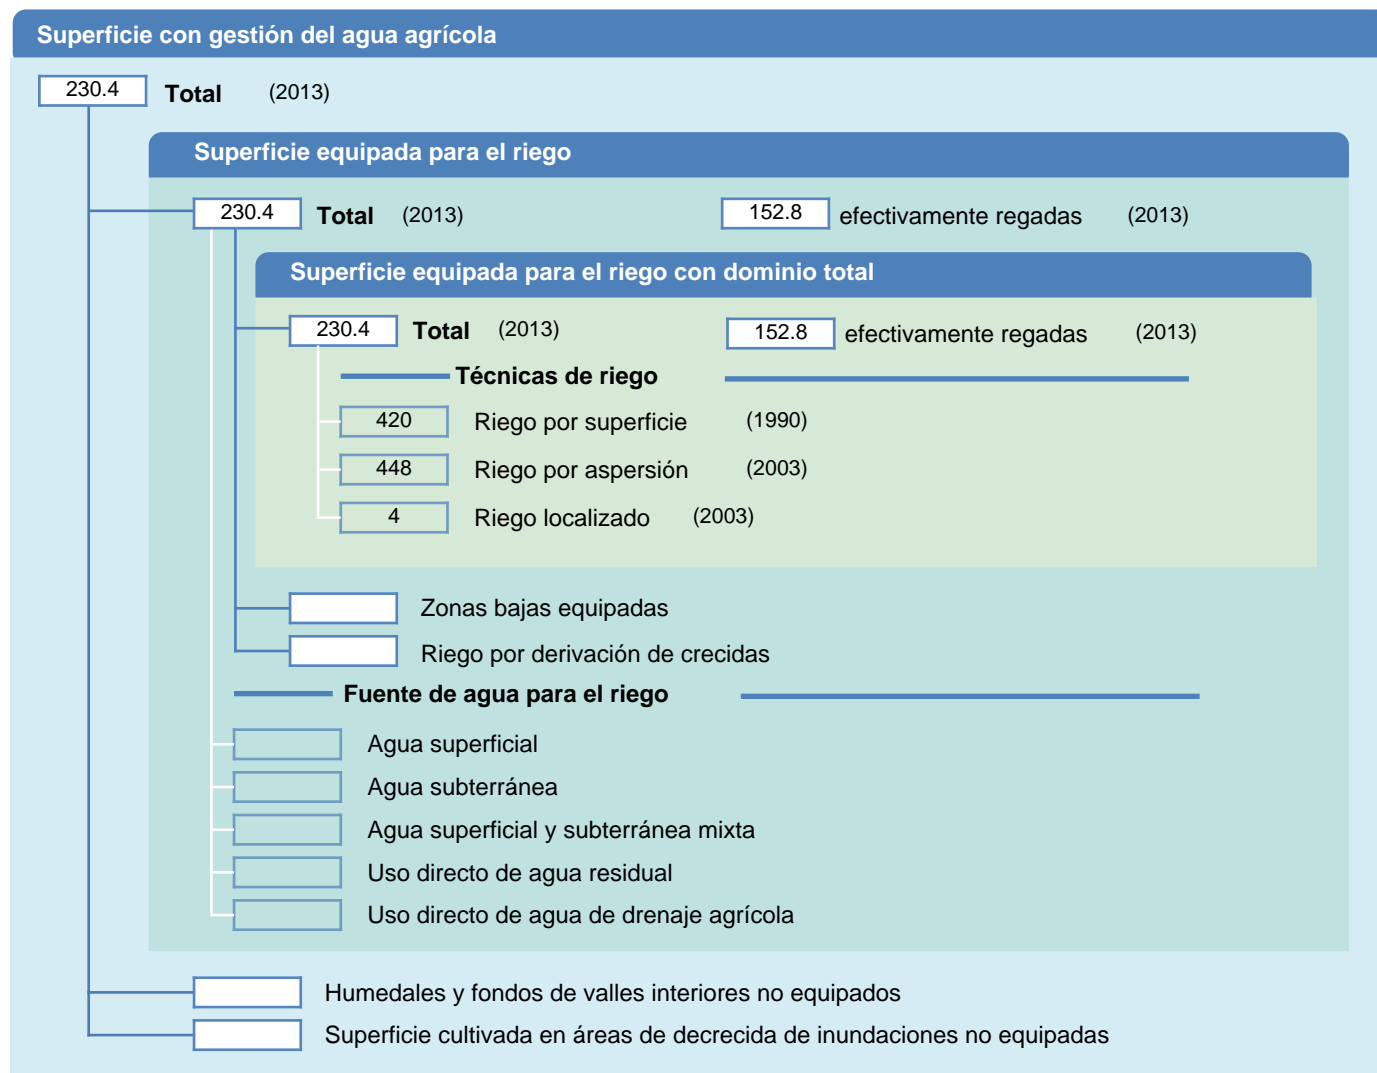 Superficie con gestión del agua agrícola
230.4 Total (2013)
Superficie equipada para el riego
230.4 Total (2013) 152.8 efectivamente regadas (2013)
Superficie equipada para el riego con dominio total
230.4 Total (2013) 152.8 efectivamente regadas (2013)
Técnicas de riego
420 Riego por superficie (1990)
448 Riego por aspersión (2003)
4 Riego localizado (2003)
Zonas bajas equipadas
Riego por derivación de crecidas
Fuente de agua para el riego
Agua superficial
Agua subterránea
Agua superficial y subterránea mixta
Uso directo de agua residual
Uso directo de agua de drenaje agrícola
Humedales y fondos de valles interiores no equipados
Superficie cultivada en áreas de decrecida de inundaciones no equipadas